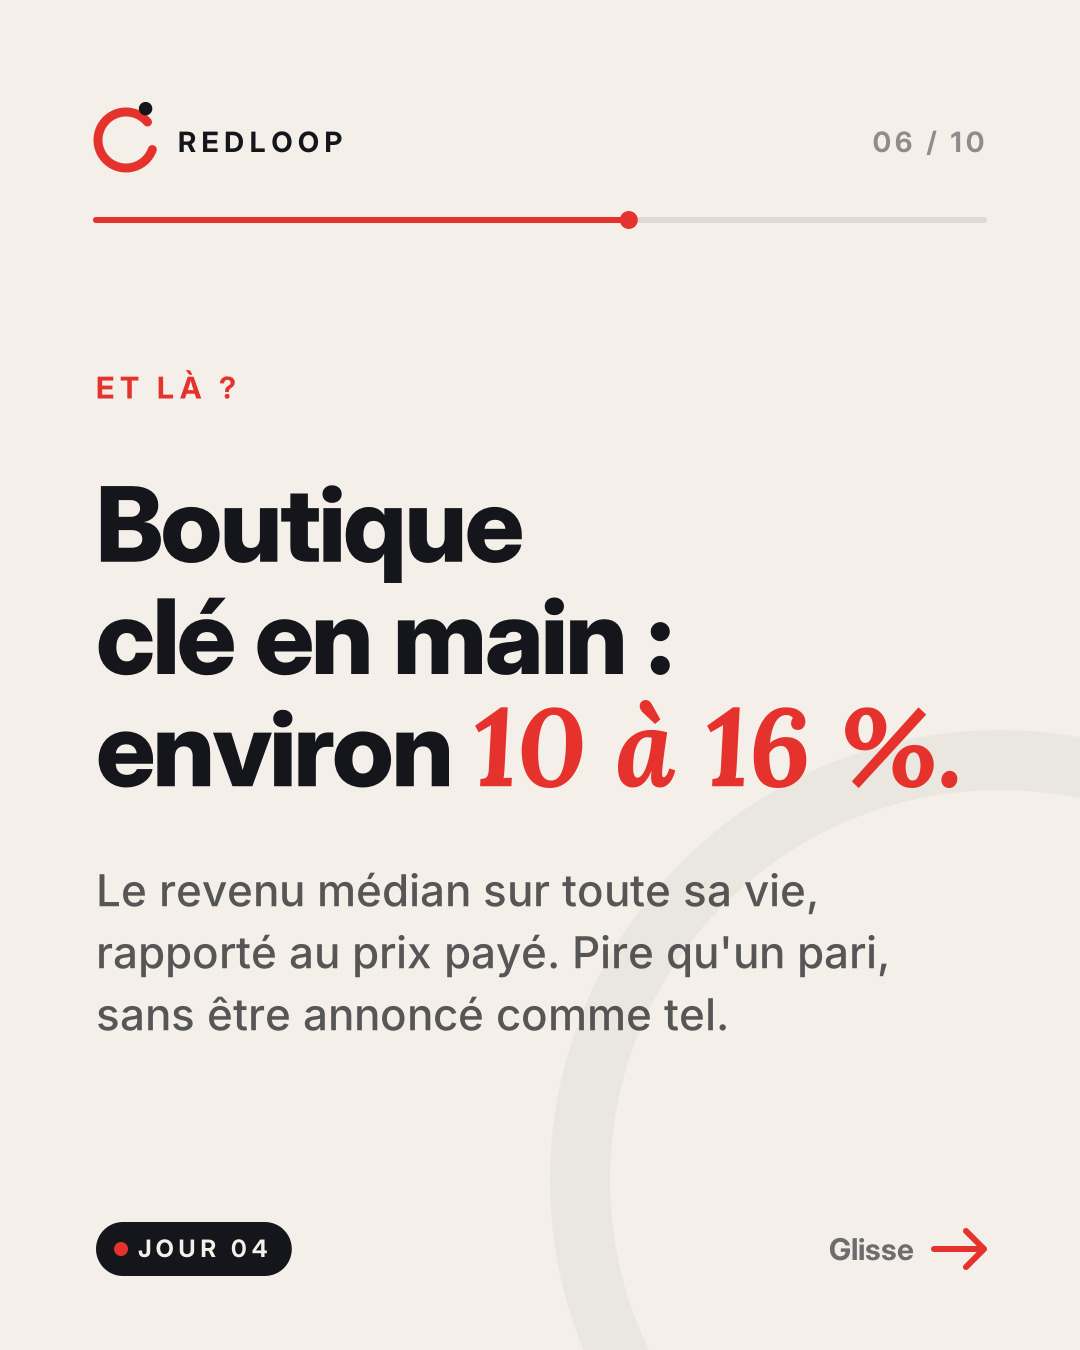 REDLOOP
06 / 10
ET LÀ ?
Boutique
clé en main :
environ 10 à 16 %.
Le revenu médian sur toute sa vie,
rapporté au prix payé. Pire qu'un pari,
sans être annoncé comme tel.
JOUR 04
Glisse